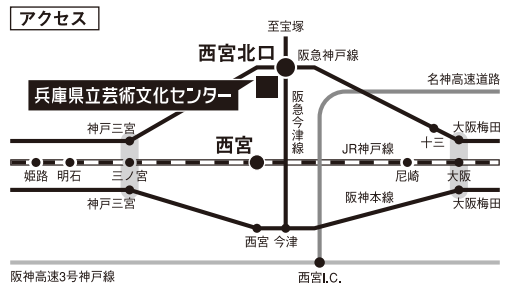 アクセス
至宝塚
西宮北口
阪急神戸線
名神高速道路
兵庫県立芸術文化センター
阪急今津線
神戸三宮
十三
大阪梅田
西宮
JR神戸線
姫路
明石
三ノ宮
尼崎
大阪
神戸三宮
阪神本線
大阪梅田
西宮
今津
阪神高速3号神戸線
西宮I.C.